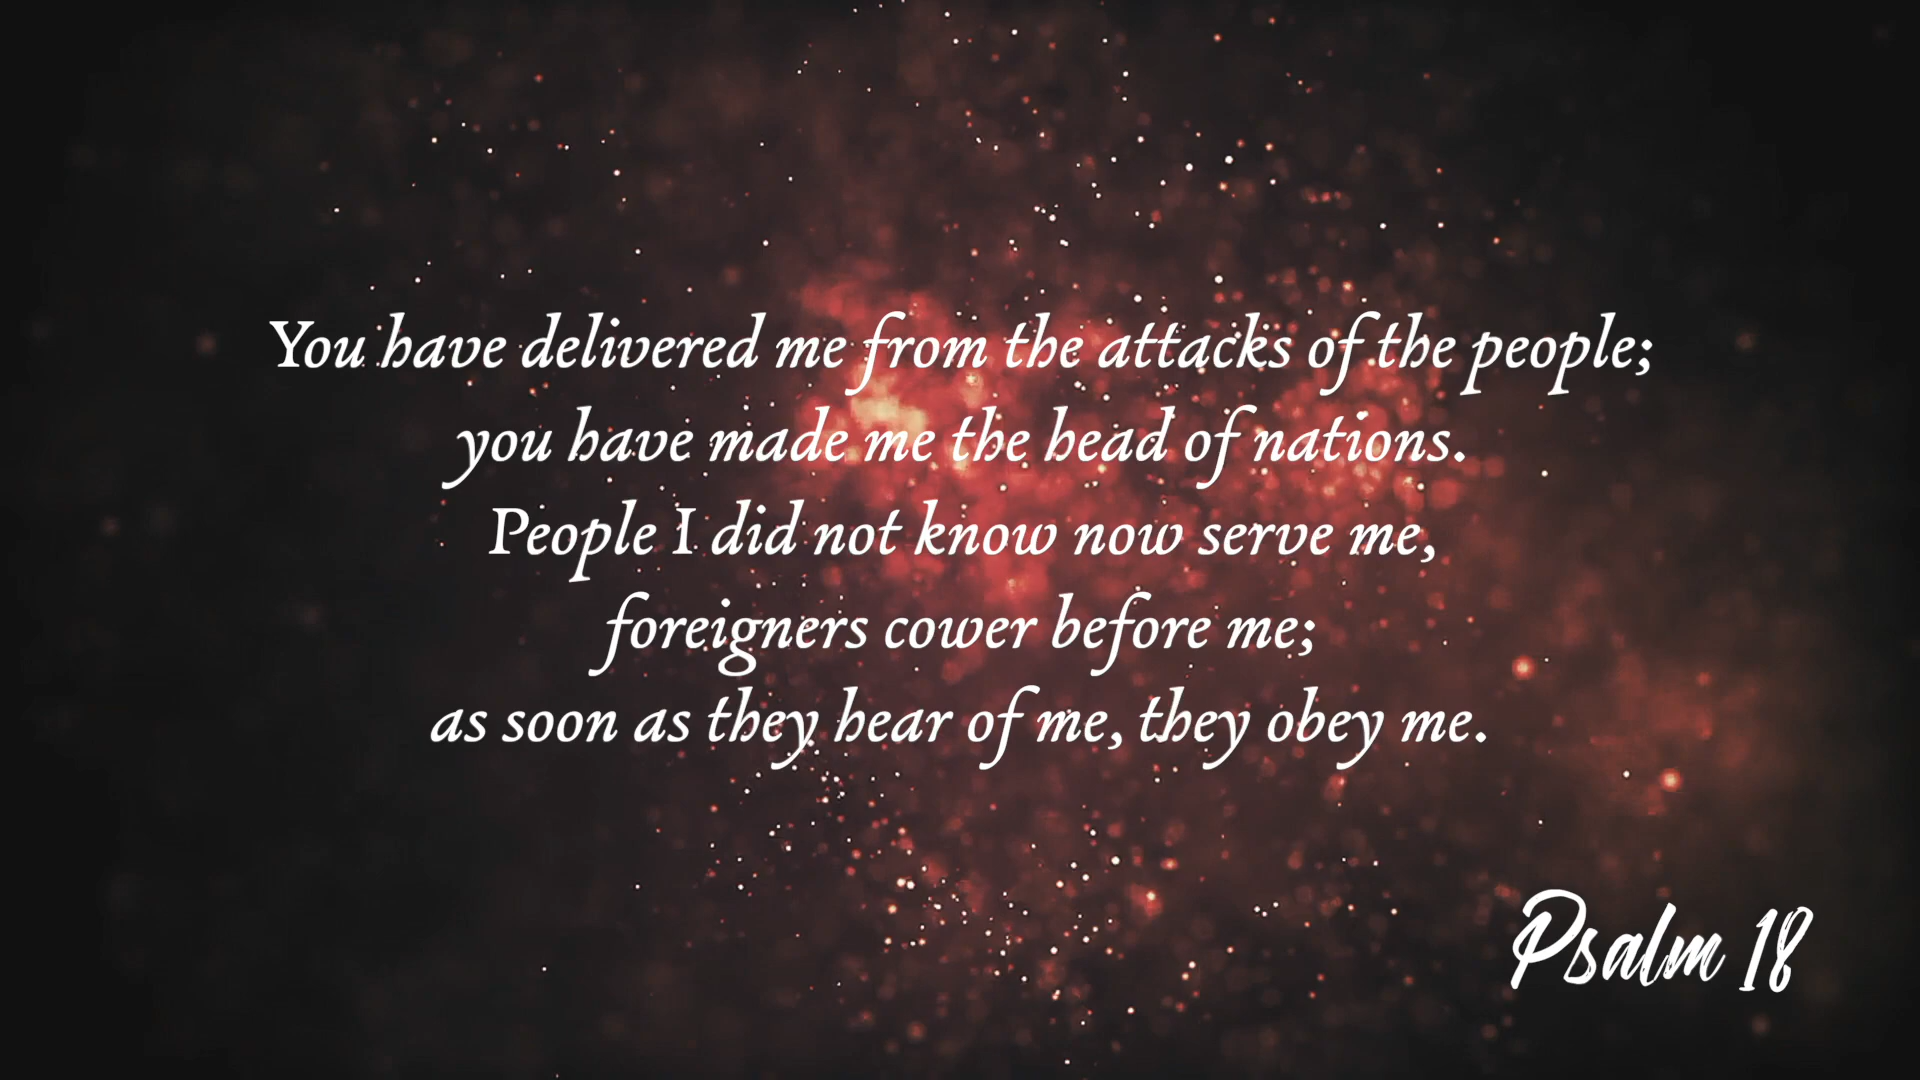 You have delivered me from the attacks of the people;
you have made me the head of nations.
People I did not know now serve me,
foreigners cower before me;
as soon as they hear of me, they obey me.
Psalm 18